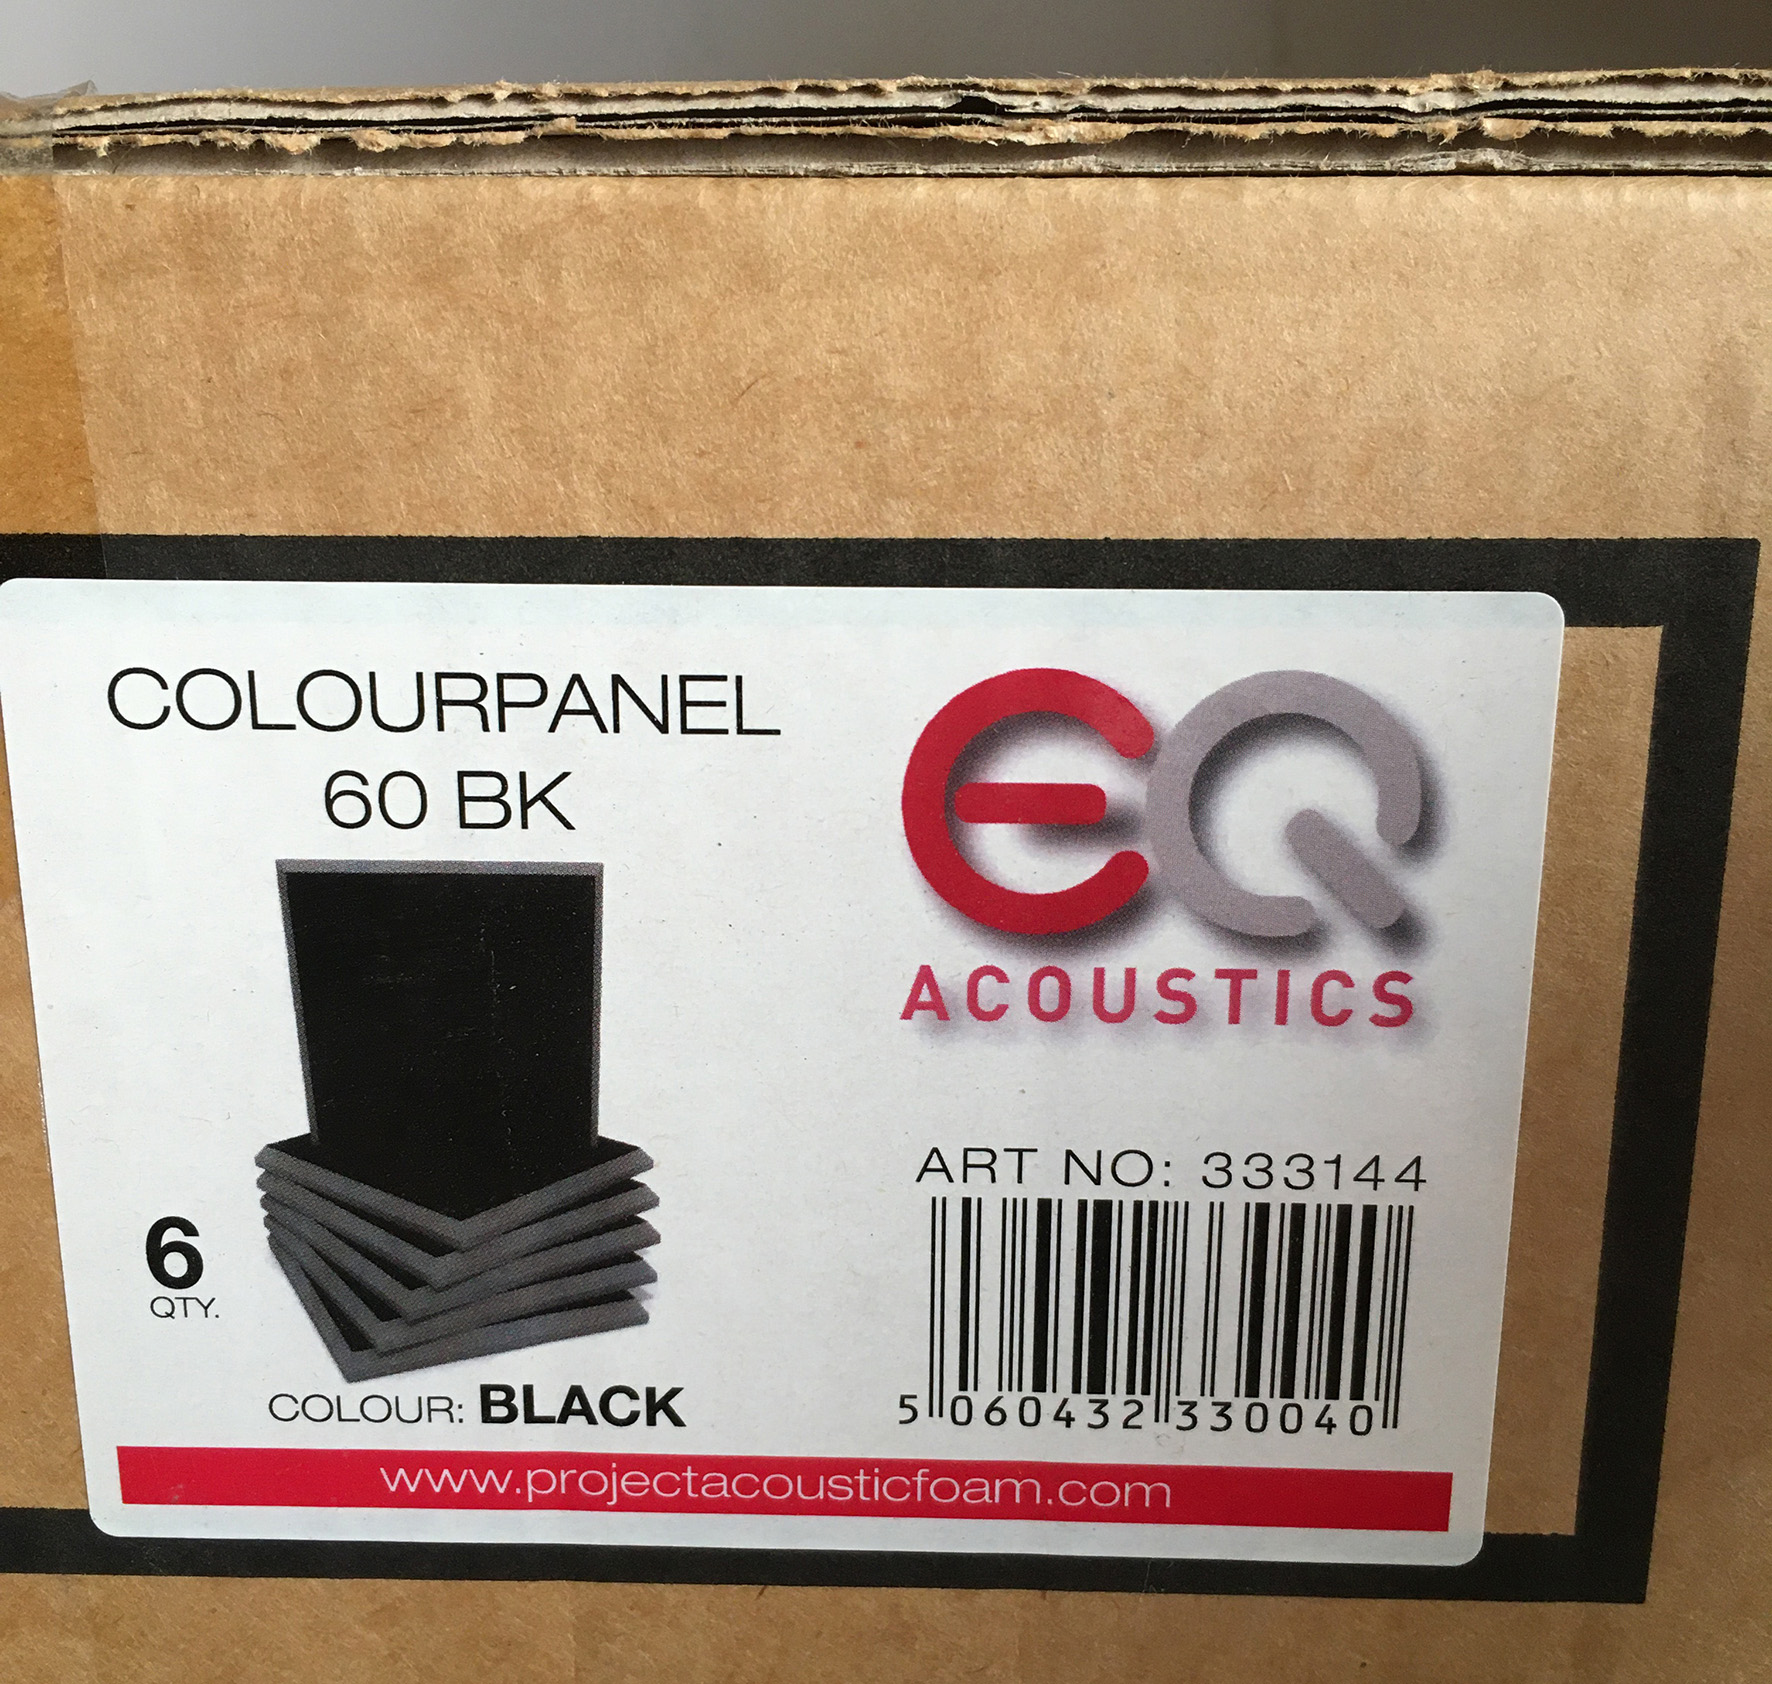 COLOURPANEL
60 BK
EQ
ACOUSTICS
ART NO: 333144
6
QTY.
COLOUR: BLACK
5 060432 330040
www.projectacousticfoam.com